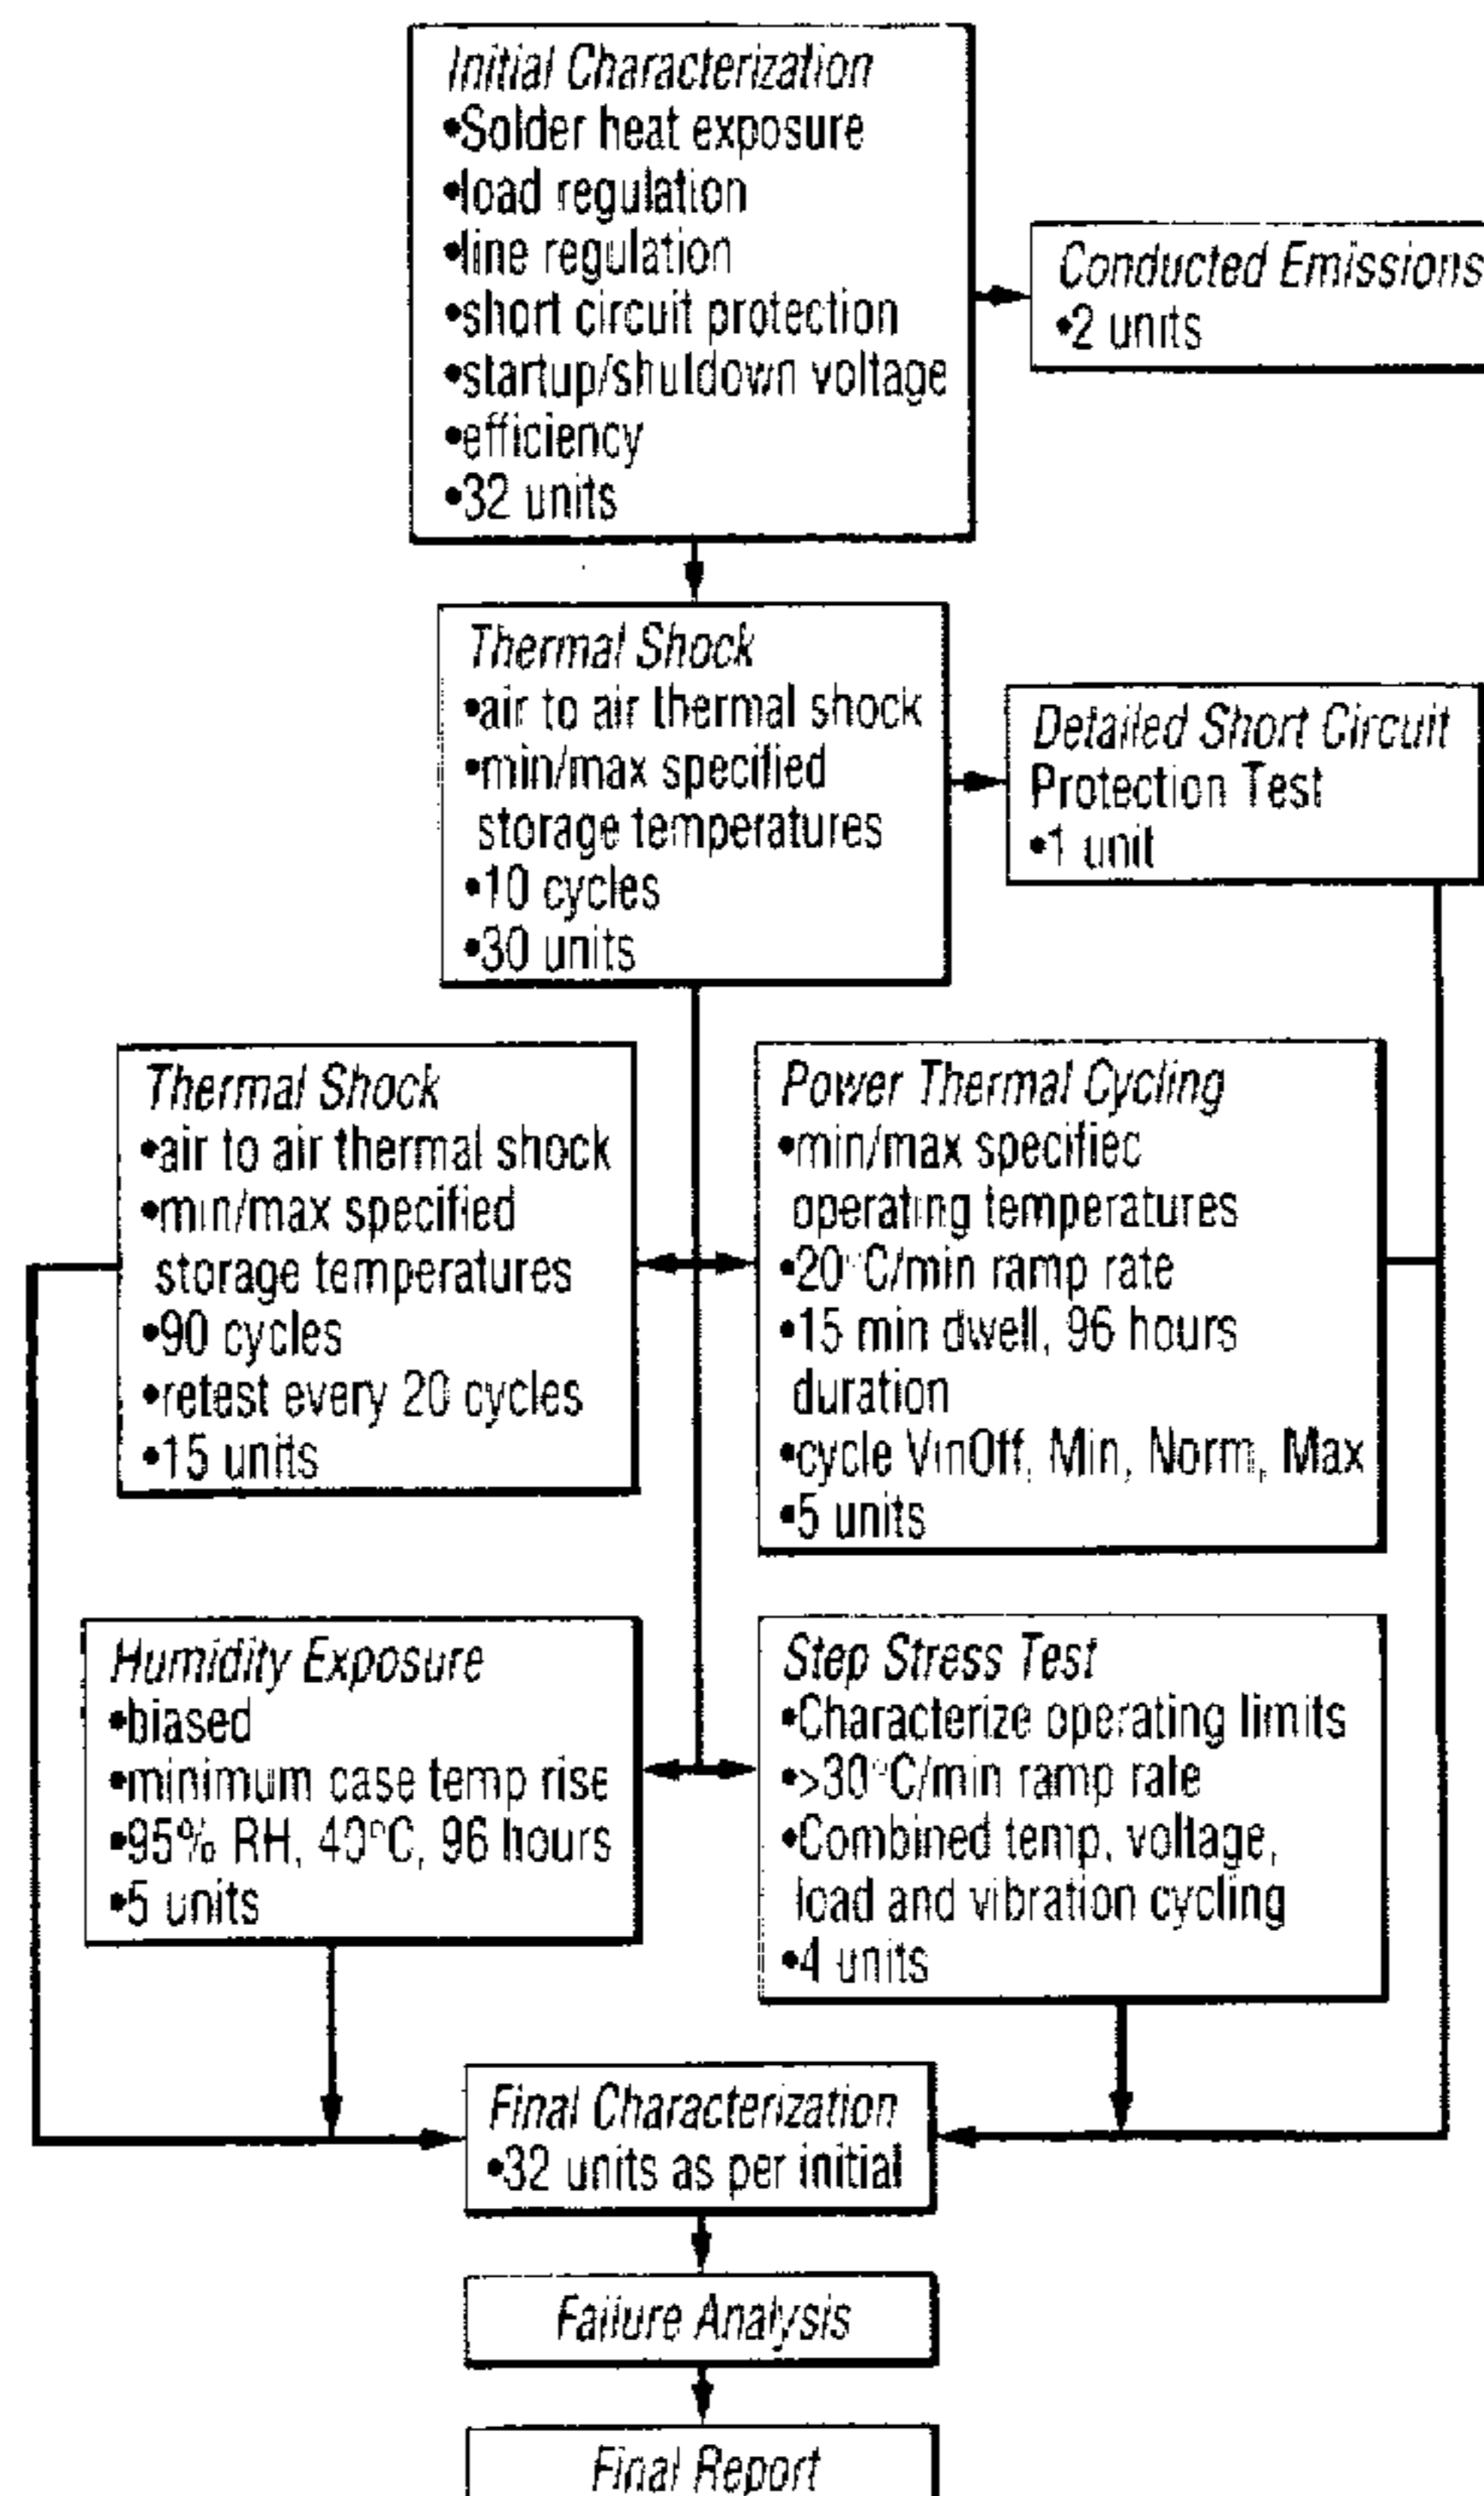 Initial Characterization
•Solder heat exposure
•load regulation
•line regulation
•short circuit protection
•startup/shutdown voltage
•efficiency
•32 units
Conducted Emissions
•2 units
Thermal Shock
•air to air thermal shock
•min/max specified
storage temperatures
•10 cycles
•30 units
Detailed Short Circuit
Protection Test
•1 unit
Thermal Shock
•air to air thermal shock
•min/max specified
storage temperatures
•90 cycles
•retest every 20 cycles
•15 units
Power Thermal Cycling
•min/max specified
operating temperatures
•20°C/min ramp rate
•15 min dwell, 96 hours
duration
•cycle VinOff, Min, Norm, Max
•5 units
Humidity Exposure
•biased
•minimum case temp rise
•95% RH, 40°C, 96 hours
•5 units
Step Stress Test
•Characterize operating limits
•>30°C/min ramp rate
•Combined temp, voltage,
load and vibration cycling
•4 units
Final Characterization
•32 units as per initial
Failure Analysis
Final Report